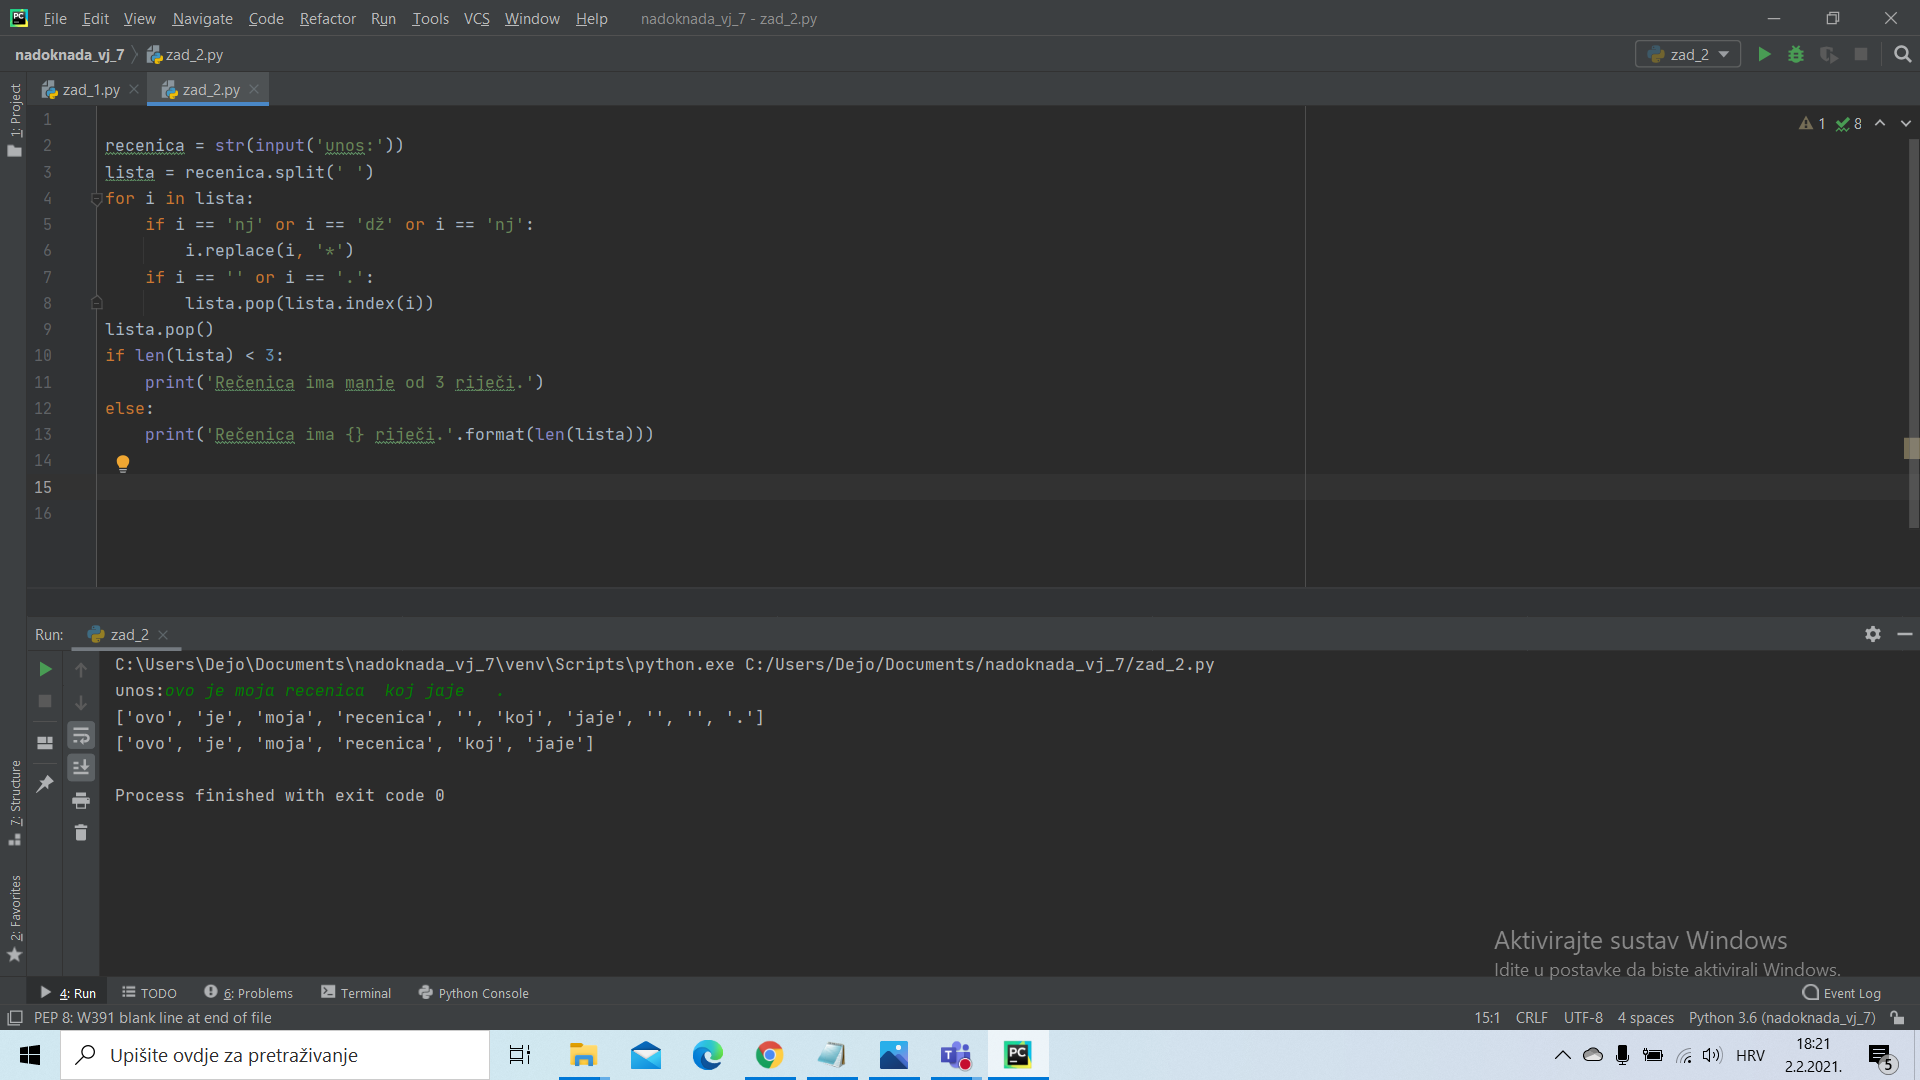 File Edit View Navigate Code Refactor Run Tools VCS Window Help nadoknada_vj_7 - zad_2.py
nadoknada_vj_7 zad_2.py zad_2
zad_1.py zad_2.py
1: Project
1 8
1
2 recenica = str(input('unos:'))
3 lista = recenica.split(' ')
4 for i in lista:
5 if i == 'nj' or i == 'dž' or i == 'nj':
6 i.replace(i, '*')
7 if i == '' or i == '.':
8 lista.pop(lista.index(i))
9 lista.pop()
10 if len(lista) < 3:
11 print('Rečenica ima manje od 3 riječi.')
12 else:
13 print('Rečenica ima {} riječi.'.format(len(lista)))
14
15
16
Run: zad_2
C:\Users\Dejo\Documents\nadoknada_vj_7\venv\Scripts\python.exe C:/Users/Dejo/Documents/nadoknada_vj_7/zad_2.py
unos:ovo je moja recenica  koj jaje   .
['ovo', 'je', 'moja', 'recenica', '', 'koj', 'jaje', '', '', '.']
['ovo', 'je', 'moja', 'recenica', 'koj', 'jaje']
Process finished with exit code 0
7: Structure
2: Favorites
Aktivirajte sustav Windows
Idite u postavke da biste aktivirali Windows.
4: Run TODO 6: Problems Terminal Python Console Event Log
PEP 8: W391 blank line at end of file 15:1 CRLF UTF-8 4 spaces Python 3.6 (nadoknada_vj_7)
Upišite ovdje za pretraživanje HRV 18:21
2.2.2021. 5